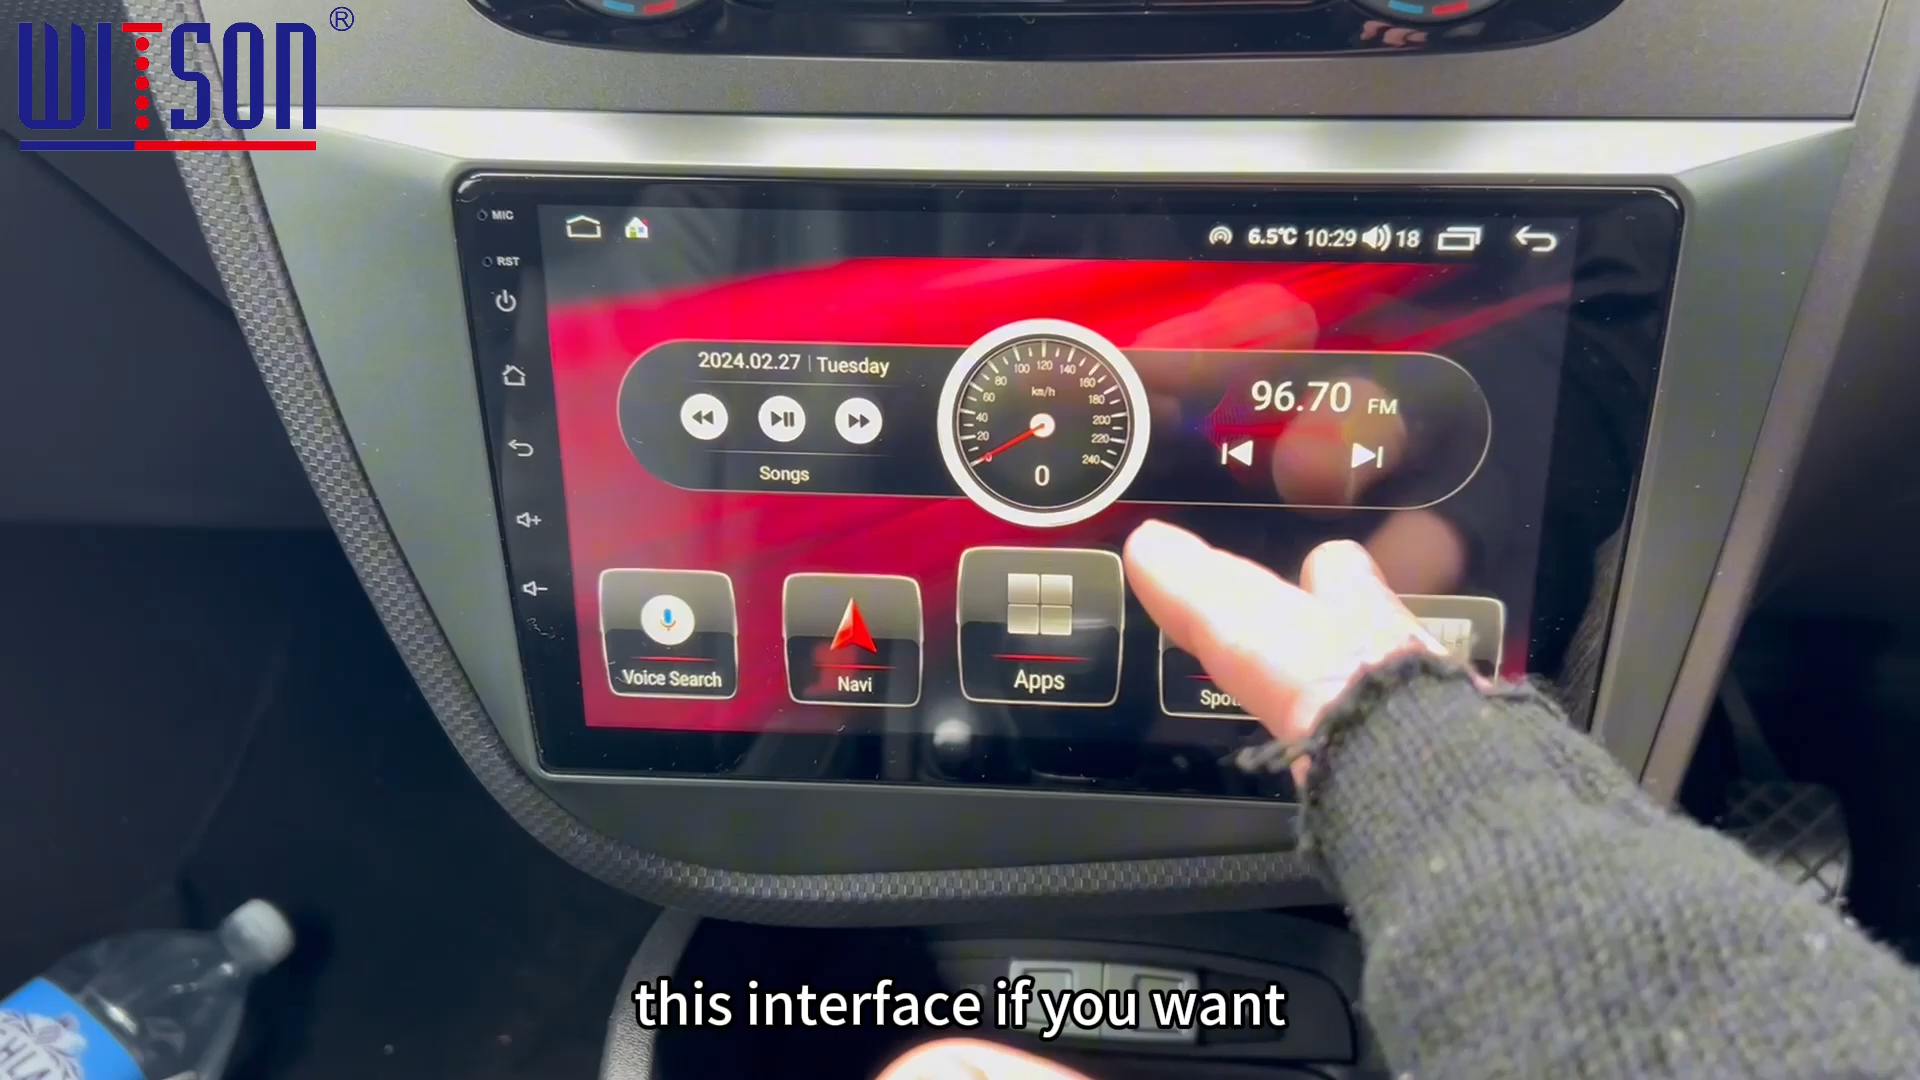 WITSON®
MIC
RST
6.5°C 10:29 18
2024.02.27 | Tuesday
Songs
0 20 40 60 80 100 120 140 160 180 200 220 240
km/h
0
96.70 FM
Voice Search
Navi
Apps
this interface if you want